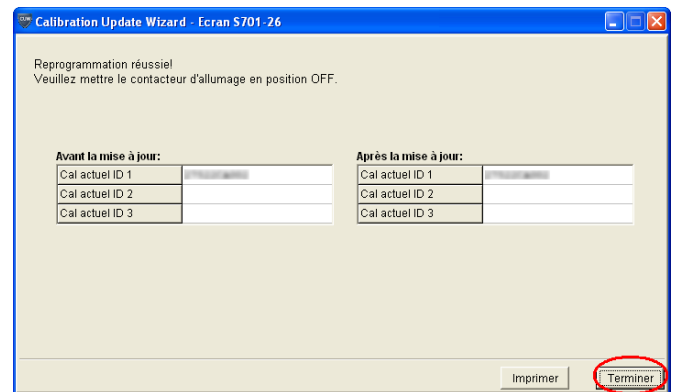 CUW Calibration Update Wizard - Ecran S701-26
Reprogrammation réussie!
Veuillez mettre le contacteur d'allumage en position OFF.
Avant la mise à jour:
Cal actuel ID 1
Cal actuel ID 2
Cal actuel ID 3
Après la mise à jour:
Cal actuel ID 1
Cal actuel ID 2
Cal actuel ID 3
Imprimer
Terminer